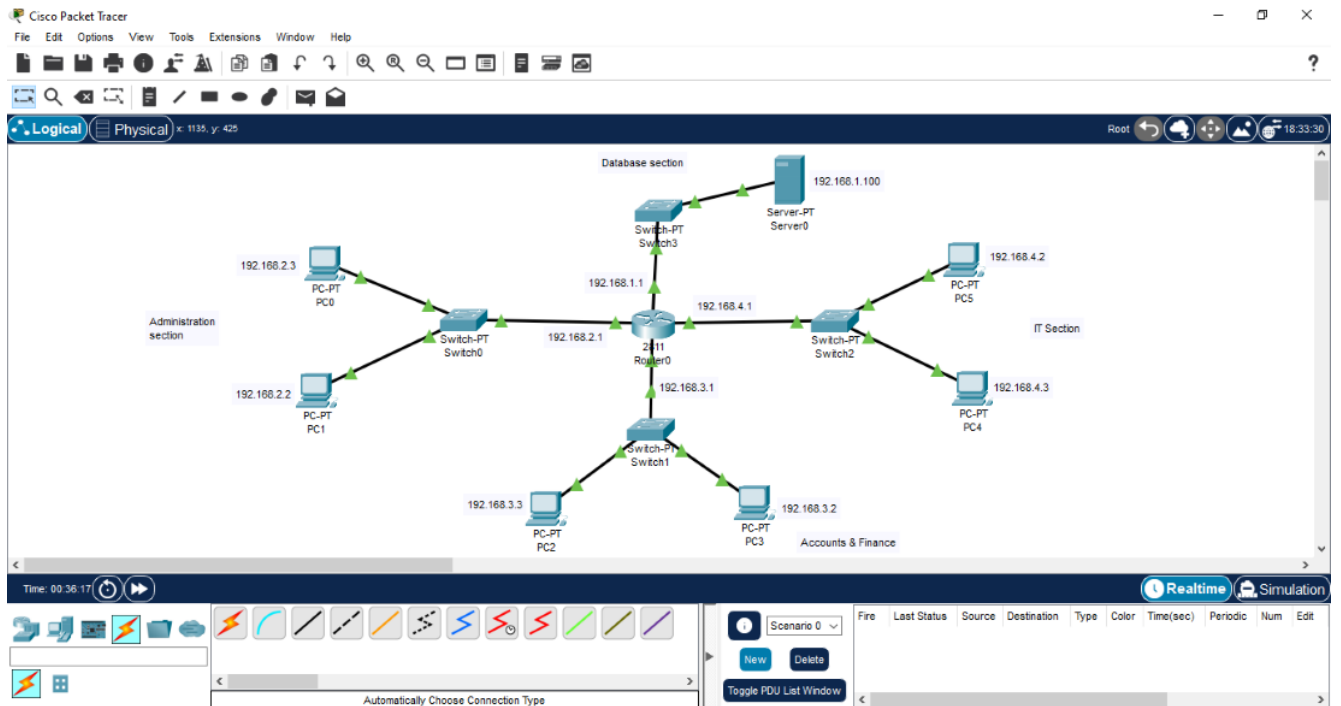 Cisco Packet Tracer
File Edit Options View Tools Extensions Window Help
?
Logical Physical x: 1135, y: 425 Root 18:33:30
Database section
192.168.1.100
Server-PT
Server0
Switch-PT
Switch3
192.168.2.3
PC-PT
PC0
192.168.4.2
PC-PT
PC5
192.168.1.1
192.168.4.1
Administration
section
Switch-PT
Switch0
192.168.2.1
2811
Router0
Switch-PT
Switch2
IT Section
192.168.2.2
PC-PT
PC1
192.168.3.1
192.168.4.3
PC-PT
PC4
Switch-PT
Switch1
192.168.3.3
PC-PT
PC2
192.168.3.2
PC-PT
PC3
Accounts & Finance
Time: 00:36:17 Realtime Simulation
Scenario 0
Fire Last Status Source Destination Type Color Time(sec) Periodic Num Edit
New Delete
Toggle PDU List Window
Automatically Choose Connection Type